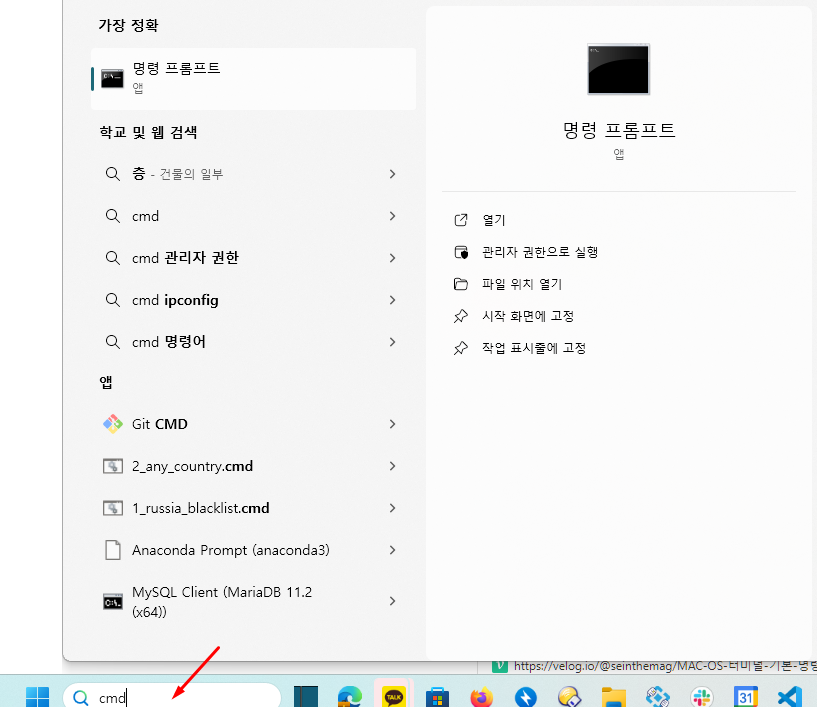 가장 정확
명령 프롬프트
앱
학교 및 웹 검색
층 - 건물의 일부
cmd
cmd 관리자 권한
cmd ipconfig
cmd 명령어
앱
Git CMD
2_any_country.cmd
1_russia_blacklist.cmd
Anaconda Prompt (anaconda3)
MySQL Client (MariaDB 11.2
(x64))
명령 프롬프트
앱
열기
관리자 권한으로 실행
파일 위치 열기
시작 화면에 고정
작업 표시줄에 고정
https://velog.io/@seinthemag/MAC-OS-터미널-기본-명령
cmd
TALK
31